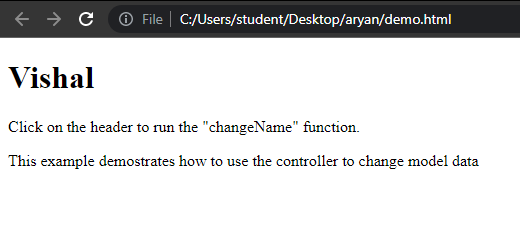 File | C:/Users/student/Desktop/aryan/demo.html
Vishal
Click on the header to run the "changeName" function.
This example demostrates how to use the controller to change model data